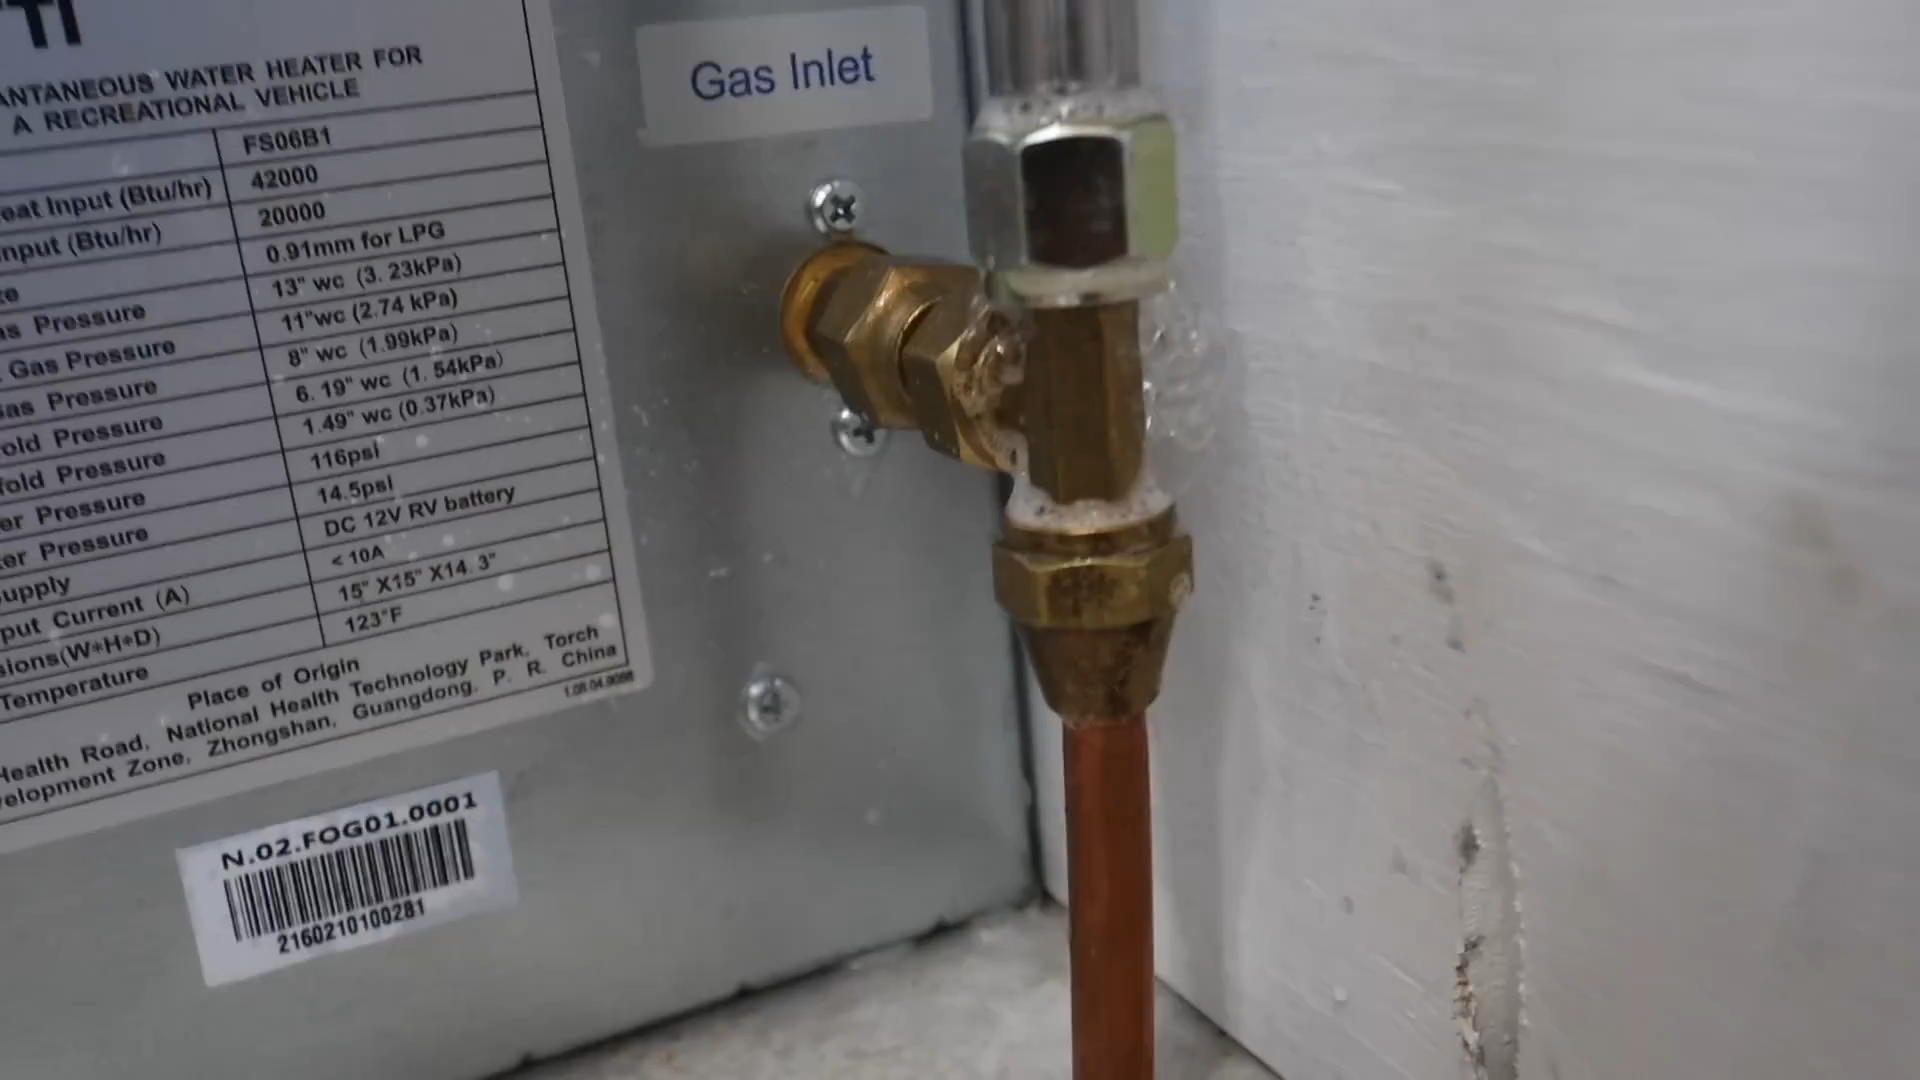 TI
ANTANEOUS WATER HEATER FOR
A RECREATIONAL VEHICLE
FS06B1
eat Input (Btu/hr) 42000
nput (Btu/hr) 20000
0.91mm for LPG
s Pressure 13" wc (3. 23kPa)
Gas Pressure 11"wc (2.74 kPa)
as Pressure 8" wc (1.99kPa)
old Pressure 6. 19" wc (1. 54kPa)
fold Pressure 1.49" wc (0.37kPa)
er Pressure 116psi
er Pressure 14.5psi
upply DC 12V RV battery
put Current (A) < 10A
sions(W*H*D) 15" X15" X14. 3"
Temperature 123°F
Place of Origin
Health Road, National Health Technology Park, Torch
velopment Zone, Zhongshan, Guangdong, P. R. China
Gas Inlet
N.02.FOG01.0001
2160210100281